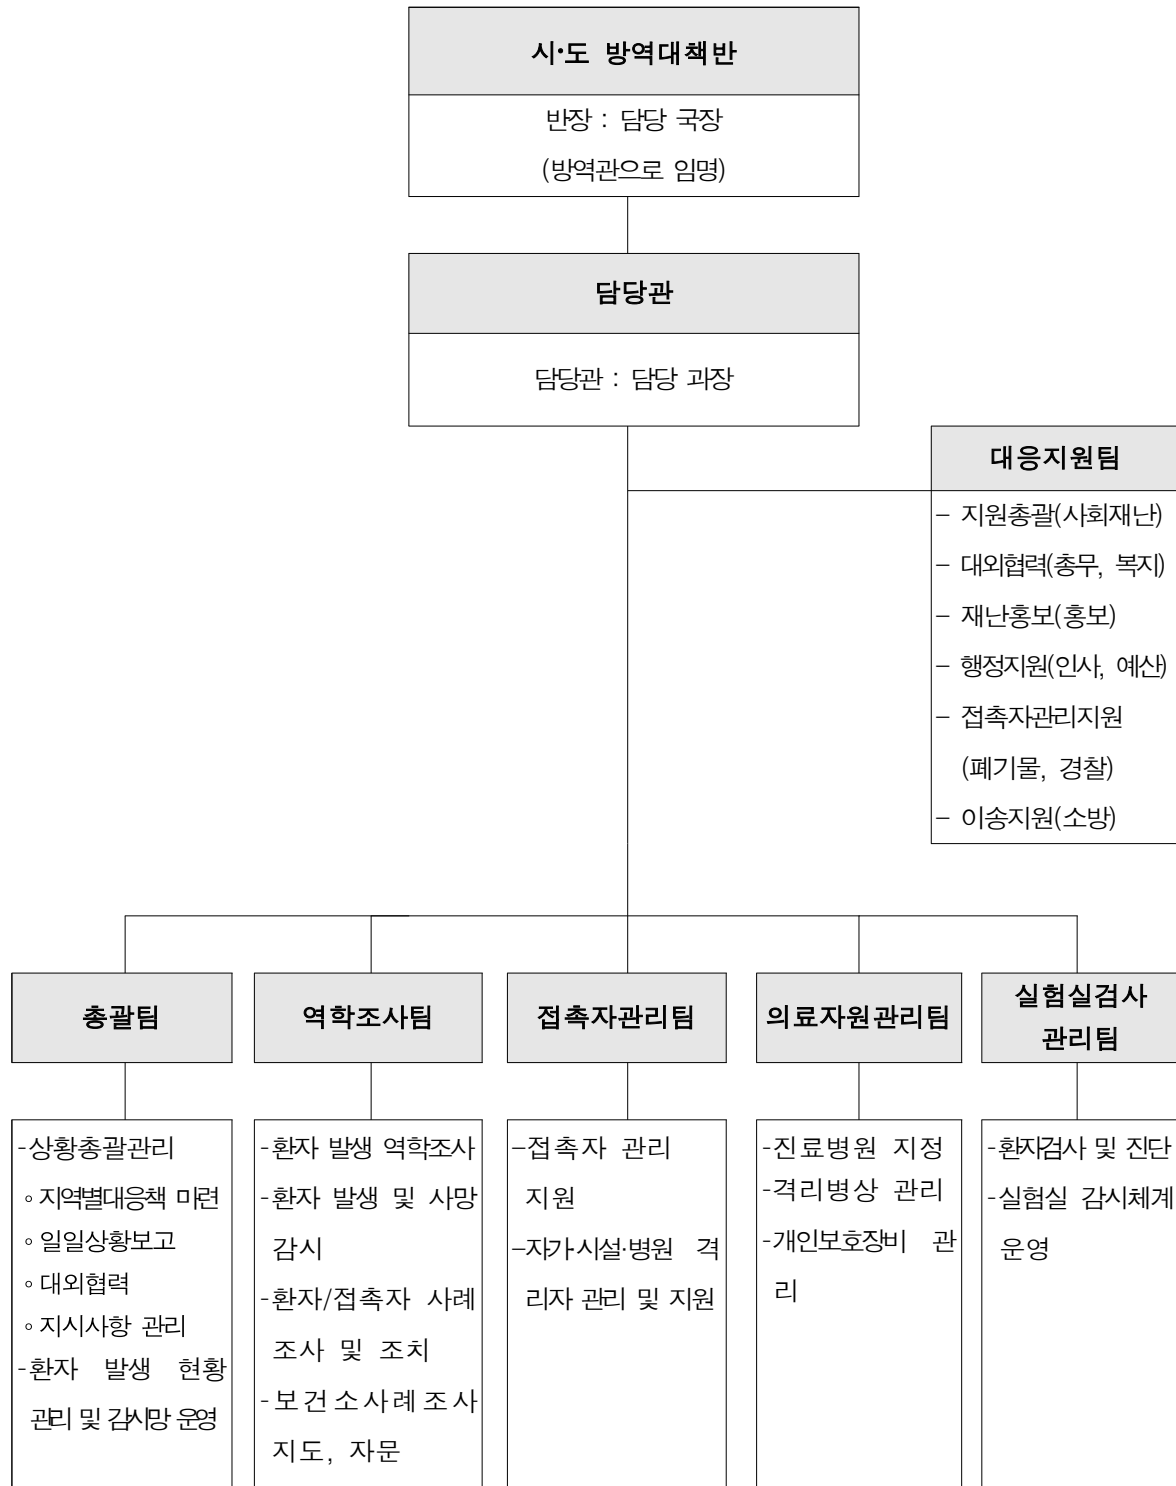 시·도 방역대책반
반장 : 담당 국장
(방역관으로 임명)
담당관
담당관 : 담당 과장
대응지원팀
– 지원총괄(사회재난)
– 대외협력(총무, 복지)
– 재난홍보(홍보)
– 행정지원(인사, 예산)
– 접촉자관리지원
(폐기물, 경찰)
– 이송지원(소방)
총괄팀
-상황총괄관리
◦지역별대응책 마련
◦일일상황보고
◦대외협력
◦지시사항 관리
-환자 발생 현황
관리 및 감시망 운영
역학조사팀
-환자 발생 역학조사
-환자 발생 및 사망
감시
-환자/접촉자 사례
조사 및 조치
-보건소사례조사
지도, 자문
접촉자관리팀
–접촉자 관리
지원
–자가·시설·병원 격
리자 관리 및 지원
의료자원관리팀
-진료병원 지정
-격리병상 관리
-개인보호장비 관
리
실험실검사
관리팀
-환자검사 및 진단
-실험실 감시체계
운영